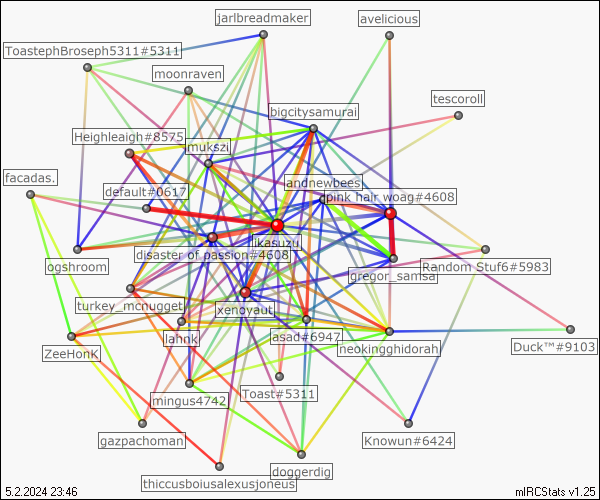 jarlbreadmaker
avelicious
ToastephBroseph5311#5311
moonraven
tescoroll
bigcitysamurai
Heighleigh#8575
mukszi
facadas.
andnewbees
default#0617
pink hair woag#4608
ikasuzu
disaster of passion#4608
ogshroom
gregor_samsa
Random Stuf6#5983
turkey_mcnugget
xenoyaut
lahnkl
asad#6947
neokingghidorah
Duck™#9103
ZeeHonK
mingus4742
Toast#5311
gazpachoman
Knowun#6424
doggerdig
thiccusboiusalexusjoneus
5.2.2024 23:46
mIRCStats v1.25